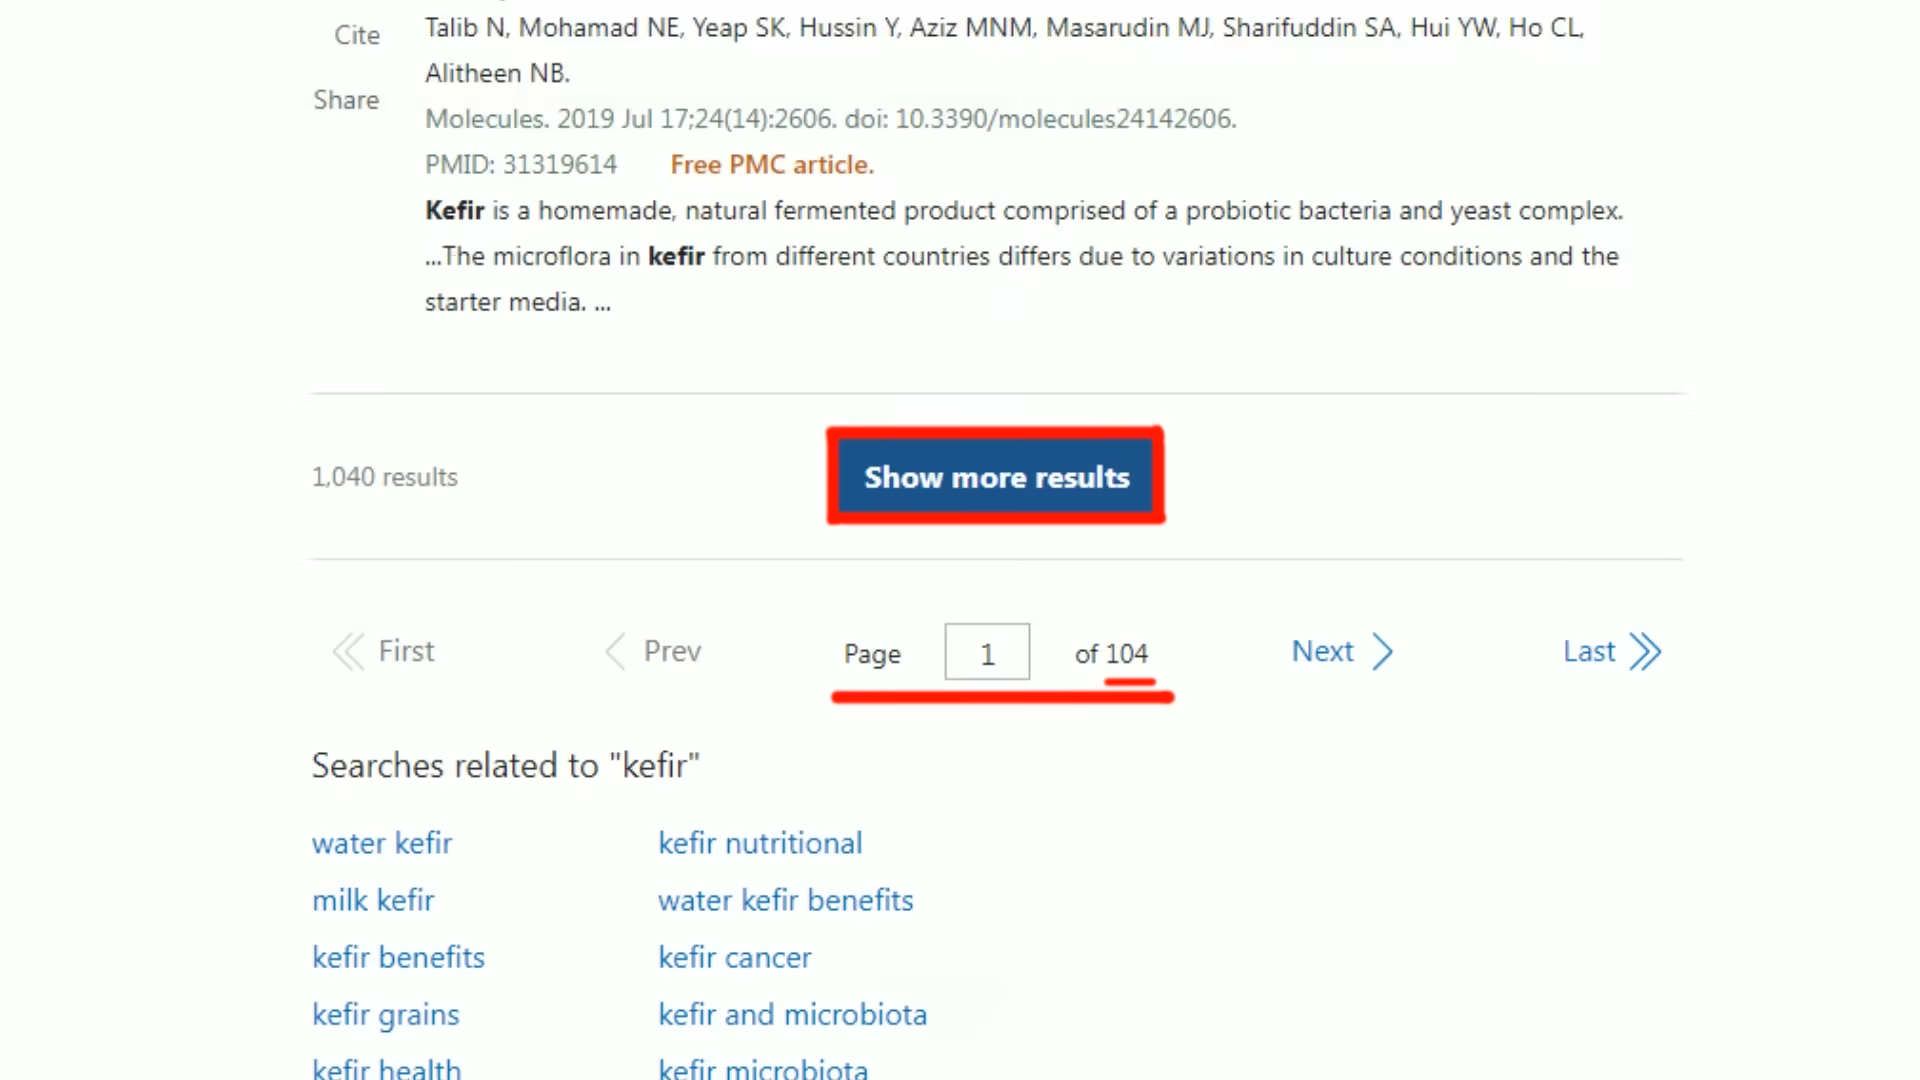 Cite
Talib N, Mohamad NE, Yeap SK, Hussin Y, Aziz MNM, Masarudin MJ, Sharifuddin SA, Hui YW, Ho CL,
Alitheen NB.
Share
Molecules. 2019 Jul 17;24(14):2606. doi: 10.3390/molecules24142606.
PMID: 31319614 Free PMC article.
Kefir is a homemade, natural fermented product comprised of a probiotic bacteria and yeast complex.
...The microflora in kefir from different countries differs due to variations in culture conditions and the
starter media. ...
1,040 results
Show more results
First Prev Page 1 of 104 Next Last
Searches related to "kefir"
water kefir
milk kefir
kefir benefits
kefir grains
kefir health
kefir nutritional
water kefir benefits
kefir cancer
kefir and microbiota
kefir microbiota